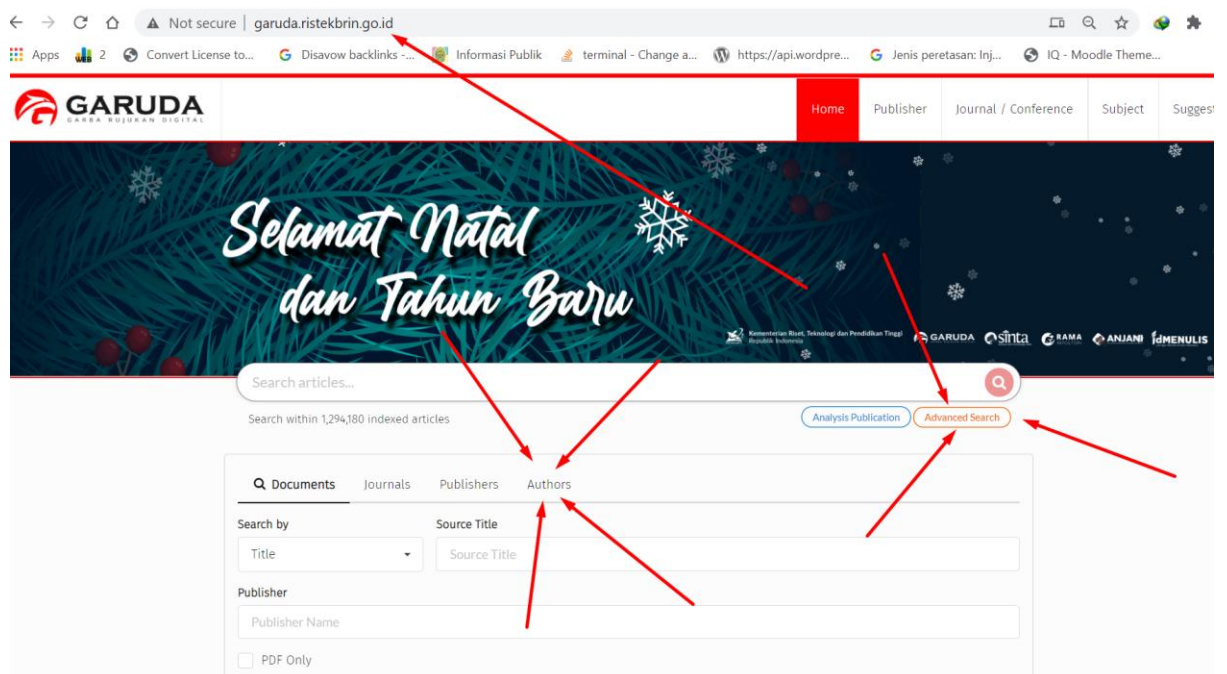 Not secure | garuda.ristekbrin.go.id
Apps 2 Convert License to... Disavow backlinks -... Informasi Publik terminal - Change a... https://api.wordpre... Jenis peretasan: Inj... IQ - Moodle Theme...
GARUDA
GARBA RUJUKAN DIGITAL
Home Publisher Journal / Conference Subject Suggest
Selamat Natal
dan Tahun Baru
Kementerian Riset, Teknologi dan Pendidikan Tinggi
Republik Indonesia
GARUDA sinta RAMA ANJANI idMENULIS
Search articles...
Search within 1,294,180 indexed articles
Analysis Publication Advanced Search
Documents Journals Publishers Authors
Search by Source Title
Title Source Title
Publisher
Publisher Name
PDF Only